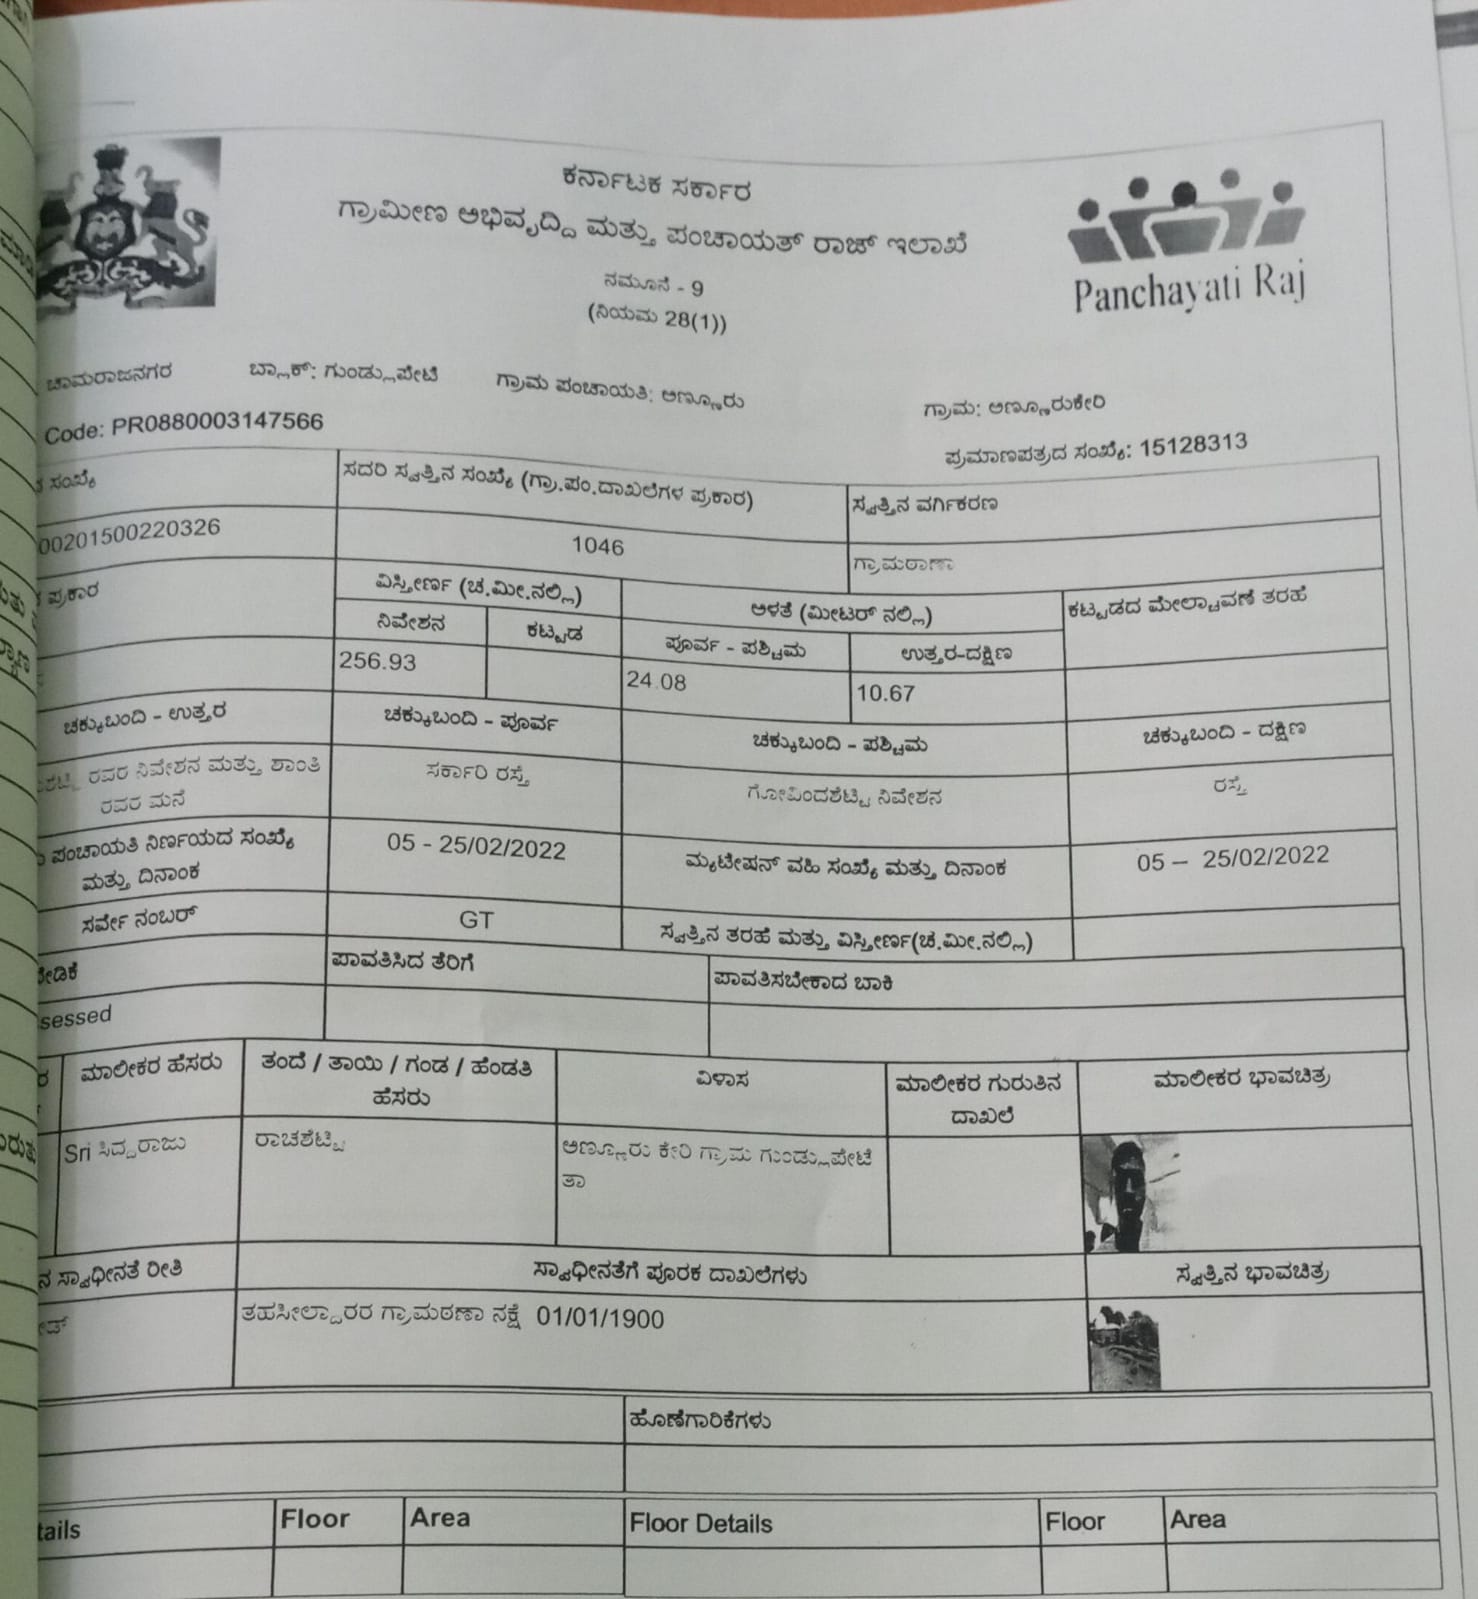 ಕರ್ನಾಟಕ ಸರ್ಕಾರ
ಗ್ರಾಮೀಣ ಅಭಿವೃದ್ಧಿ ಮತ್ತು ಪಂಚಾಯತ್ ರಾಜ್ ಇಲಾಖೆ
ನಮೂನೆ - 9
(ನಿಯಮ 28(1))
Panchayati Raj
ಚಾಮರಾಜನಗರ ಬ್ಲಾಕ್: ಗುಂಡ್ಲುಪೇಟೆ ಗ್ರಾಮ ಪಂಚಾಯತಿ: ಅಣ್ಣೂರು ಗ್ರಾಮ: ಅಣ್ಣೂರುಕೇರಿ
Code: PR0880003147566 ಪ್ರಮಾಣಪತ್ರದ ಸಂಖ್ಯೆ: 15128313
ಸಂಖ್ಯೆ ಸದರಿ ಸ್ವತ್ತಿನ ಸಂಖ್ಯೆ (ಗ್ರಾ.ಪಂ.ದಾಖಲೆಗಳ ಪ್ರಕಾರ) ಸ್ವತ್ತಿನ ವರ್ಗಿಕರಣ
00201500220326 1046 ಗ್ರಾಮಠಾಣಾ
ಪ್ರಕಾರ ವಿಸ್ತೀರ್ಣ (ಚ.ಮೀ.ನಲ್ಲಿ) ಅಳತೆ (ಮೀಟರ್ ನಲ್ಲಿ) ಕಟ್ಟಡದ ಮೇಲ್ಚಾವಣೆ ತರಹೆ
ನಿವೇಶನ ಕಟ್ಟಡ ಪೂರ್ವ - ಪಶ್ಚಿಮ ಉತ್ತರ-ದಕ್ಷಿಣ
256.93 24.08 10.67
ಚಕ್ಕುಬಂದಿ - ಉತ್ತರ ಚಕ್ಕುಬಂದಿ - ಪೂರ್ವ ಚಕ್ಕುಬಂದಿ - ಪಶ್ಚಿಮ ಚಕ್ಕುಬಂದಿ - ದಕ್ಷಿಣ
ರವರ ನಿವೇಶನ ಮತ್ತು ಶಾಂತಿ ಸರ್ಕಾರಿ ರಸ್ತೆ ಗೋವಿಂದಶೆಟ್ಟಿ ನಿವೇಶನ ರಸ್ತೆ
ರವರ ಮನೆ
ಪಂಚಾಯತಿ ನಿರ್ಣಯದ ಸಂಖ್ಯೆ 05 - 25/02/2022 ಮ್ಯುಟೇಷನ್ ವಹಿ ಸಂಖ್ಯೆ ಮತ್ತು ದಿನಾಂಕ 05 – 25/02/2022
ಮತ್ತು ದಿನಾಂಕ
ಸರ್ವೇ ನಂಬರ್ GT ಸ್ವತ್ತಿನ ತರಹೆ ಮತ್ತು ವಿಸ್ತೀರ್ಣ(ಚ.ಮೀ.ನಲ್ಲಿ)
ಬೇಡಿಕೆ ಪಾವತಿಸಿದ ತೆರಿಗೆ ಪಾವತಿಸಬೇಕಾದ ಬಾಕಿ
sessed
ಮಾಲೀಕರ ಹೆಸರು ತಂದೆ / ತಾಯಿ / ಗಂಡ / ಹೆಂಡತಿ ವಿಳಾಸ ಮಾಲೀಕರ ಗುರುತಿನ ಮಾಲೀಕರ ಭಾವಚಿತ್ರ
ಹೆಸರು ದಾಖಲೆ
Sri ಸಿದ್ದರಾಜು ರಾಚಶೆಟ್ಟಿ ಅಣ್ಣೂರು ಕೇರಿ ಗ್ರಾಮ ಗುಂಡ್ಲುಪೇಟೆ
ತಾ
ನ ಸ್ವಾಧೀನತೆ ರೀತಿ ಸ್ವಾಧೀನತೆಗೆ ಪೂರಕ ದಾಖಲೆಗಳು ಸ್ವತ್ತಿನ ಭಾವಚಿತ್ರ
ತಹಸೀಲ್ದಾರರ ಗ್ರಾಮಠಣಾ ನಕ್ಷೆ 01/01/1900
ಹೊಣೆಗಾರಿಕೆಗಳು
tails Floor Area Floor Details Floor Area